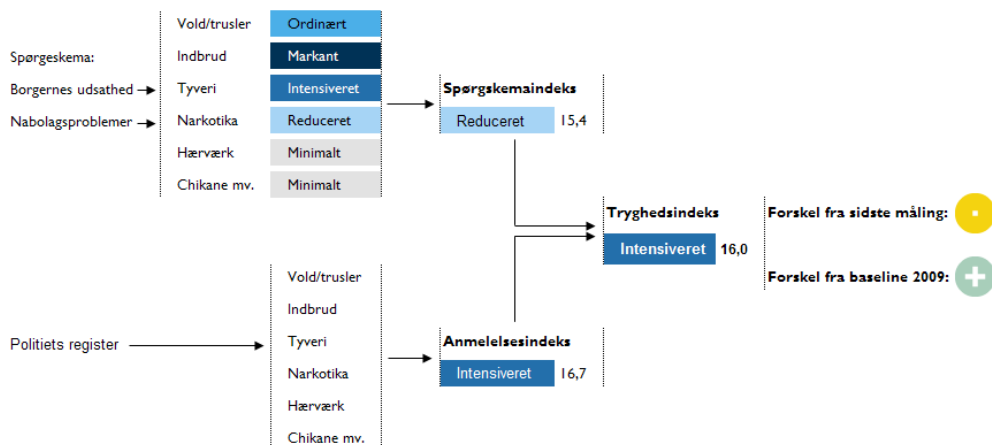 Vold/trusler Ordinært
Spørgeskema: Indbrud Markant
Borgernes udsathed Tyveri Intensiveret
Nabolagsproblemer Narkotika Reduceret
Hærværk Minimalt
Chikane mv. Minimalt
Spørgskemaindeks
Reduceret 15,4
Tryghedsindeks
Intensiveret 16,0
Forskel fra sidste måling:
Forskel fra baseline 2009:
Politiets register
Vold/trusler
Indbrud
Tyveri
Narkotika
Hærværk
Chikane mv.
Anmelelsesindeks
Intensiveret 16,7